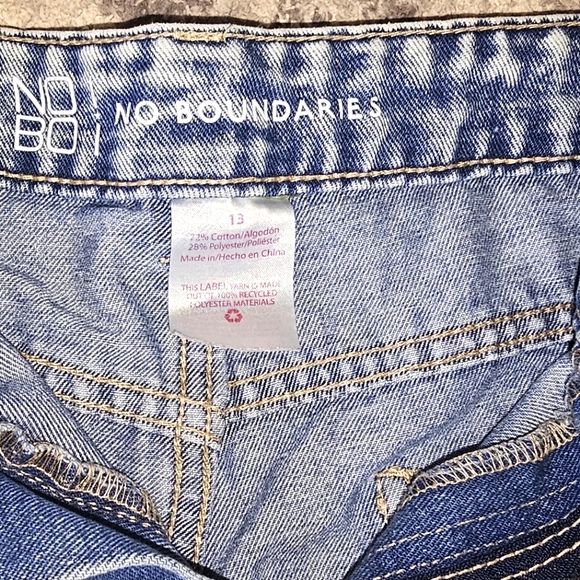 NO!
BO¡
NO BOUNDARIES
13
72% Cotton/Algodón
28% Polyester/Poliéster
Made in/Hecho en China
THIS LABEL YARN IS MADE
OUT OF 100% RECYCLED
POLYESTER MATERIALS